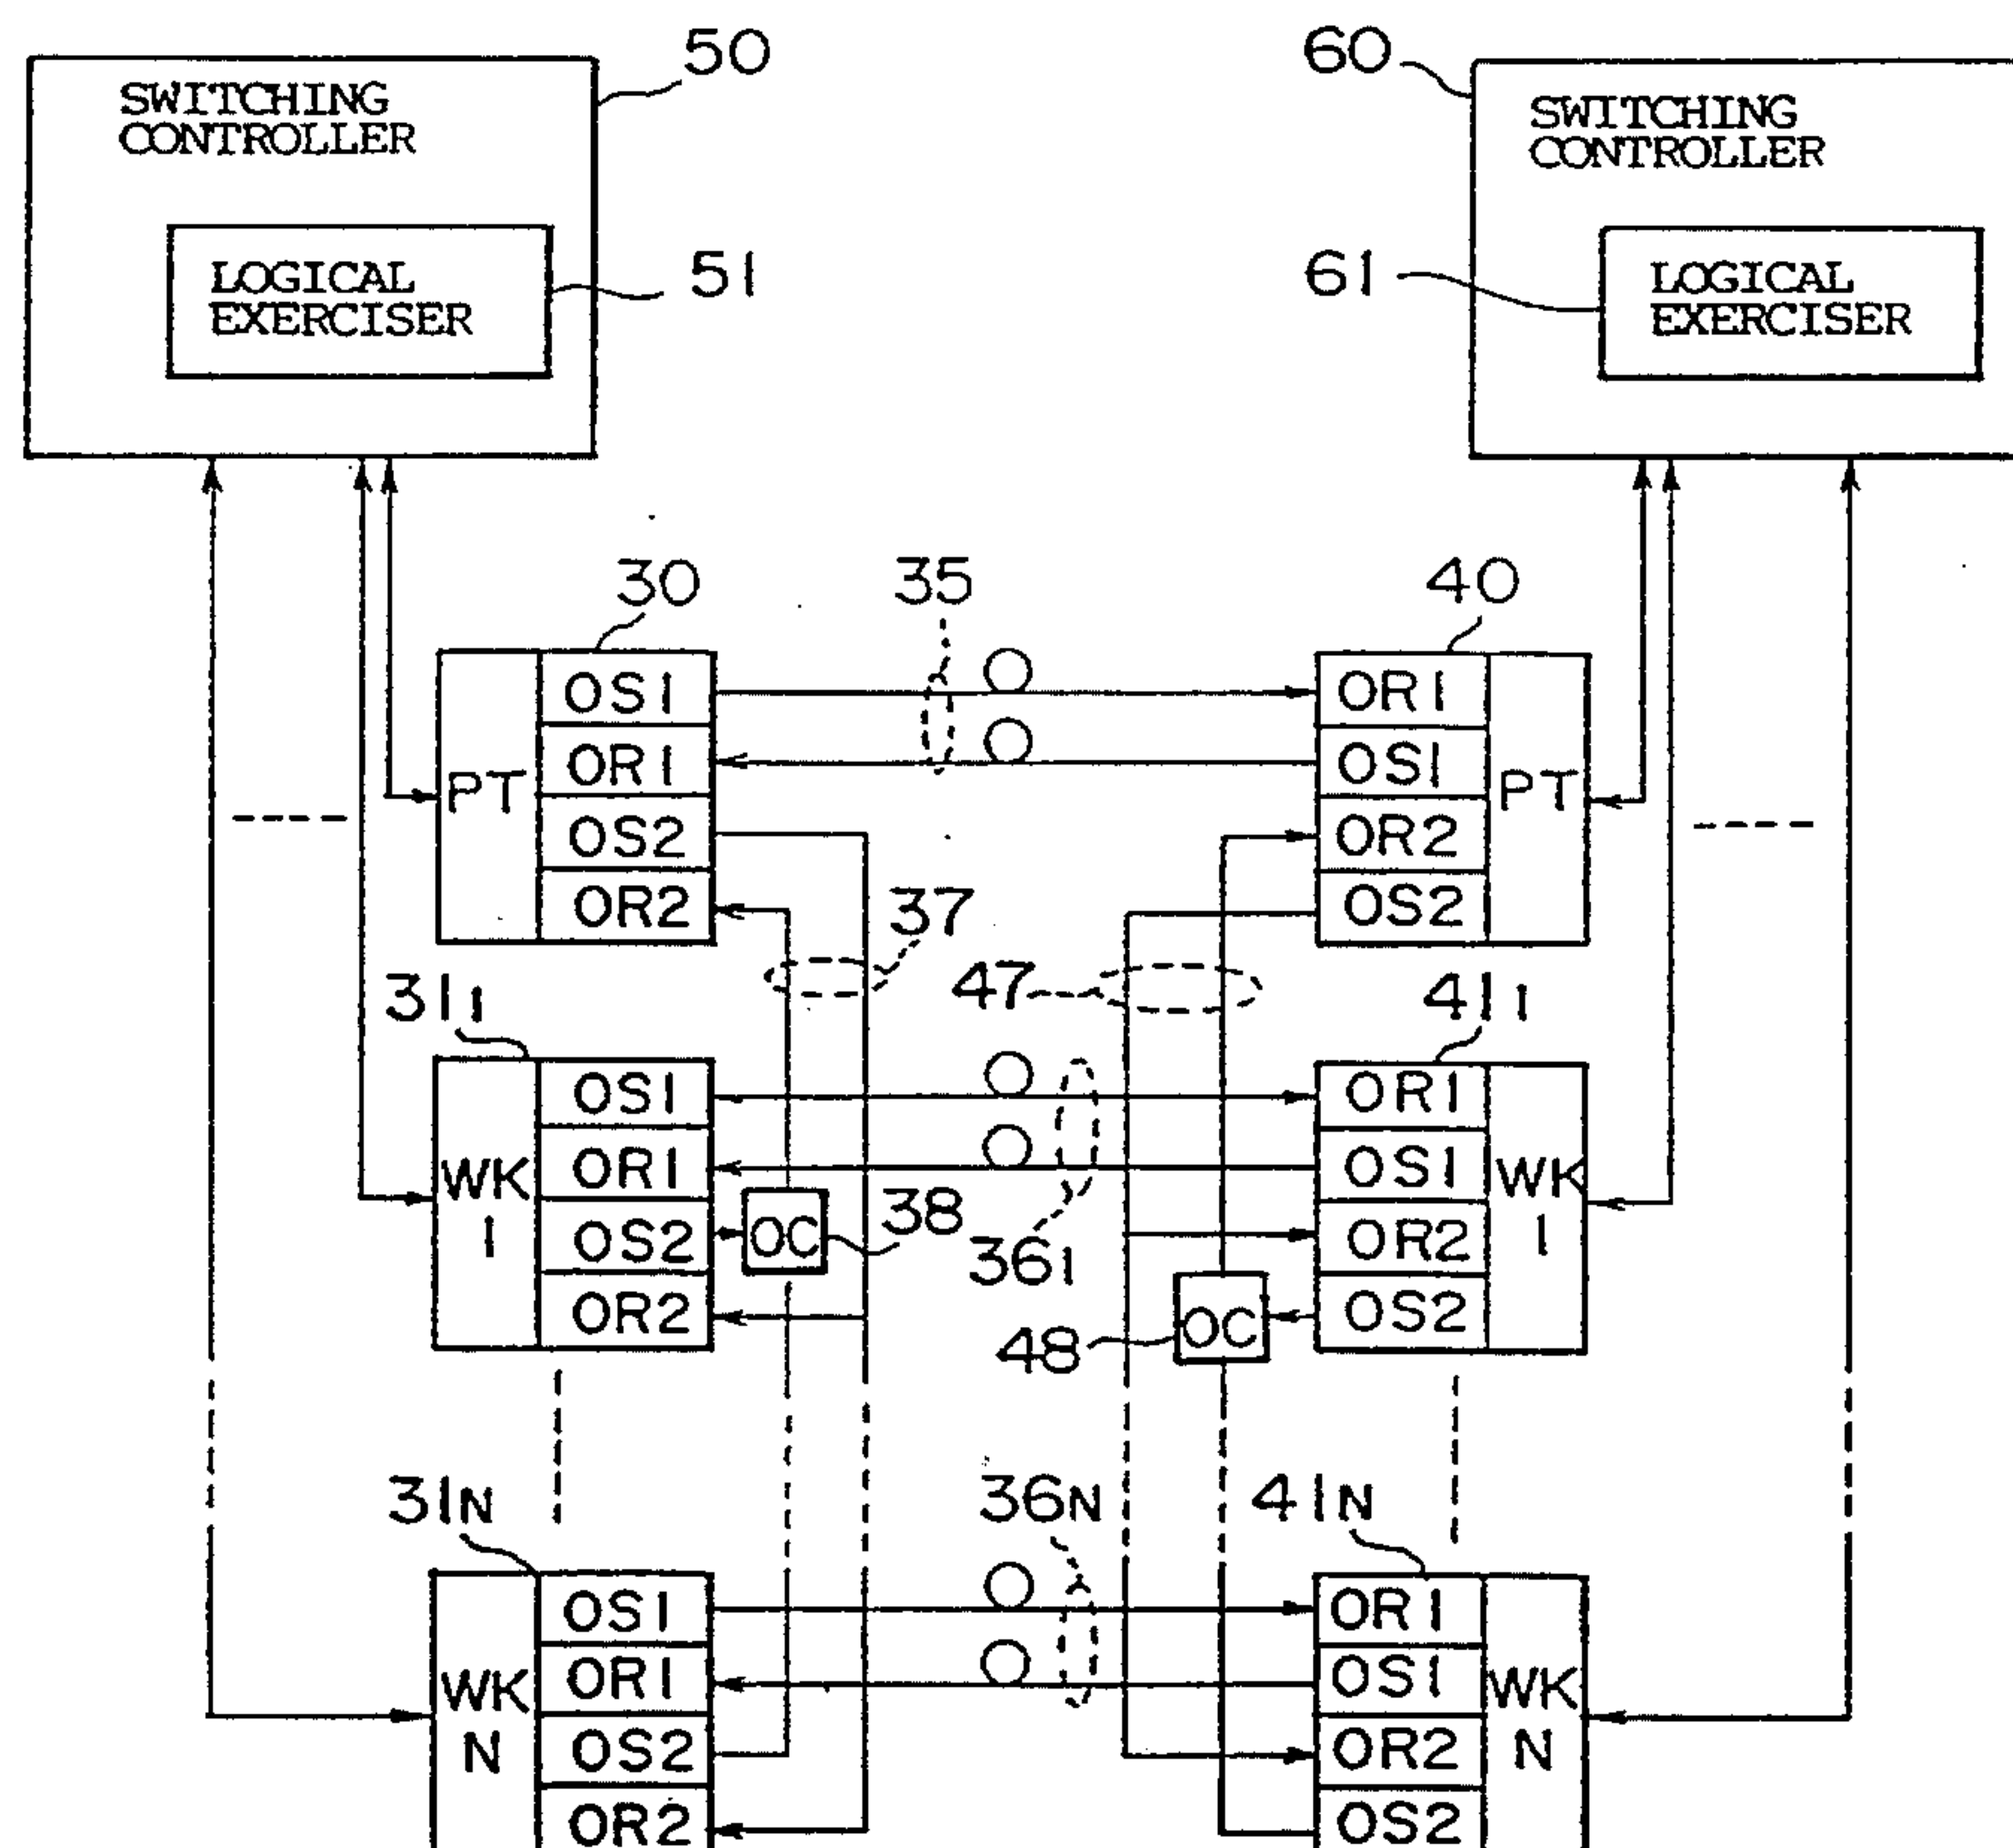 50
60
SWITCHING
CONTROLLER
SWITCHING
CONTROLLER
LOGICAL
EXERCISER
51
61
LOGICAL
EXERCISER
30
35
40
PT
OS1
OR1
OS2
OR2
ORI
OSI
OR2
OS2
PT
37
47
311
411
WK
1
OS1
OR1
OS2
OR2
OC
38
361
48
OC
OR1
OS1
OR2
OS2
WK
1
31N
36N
41N
WK
N
OS1
OR1
OS2
OR2
OR1
OS1
OR2
OS2
WK
N